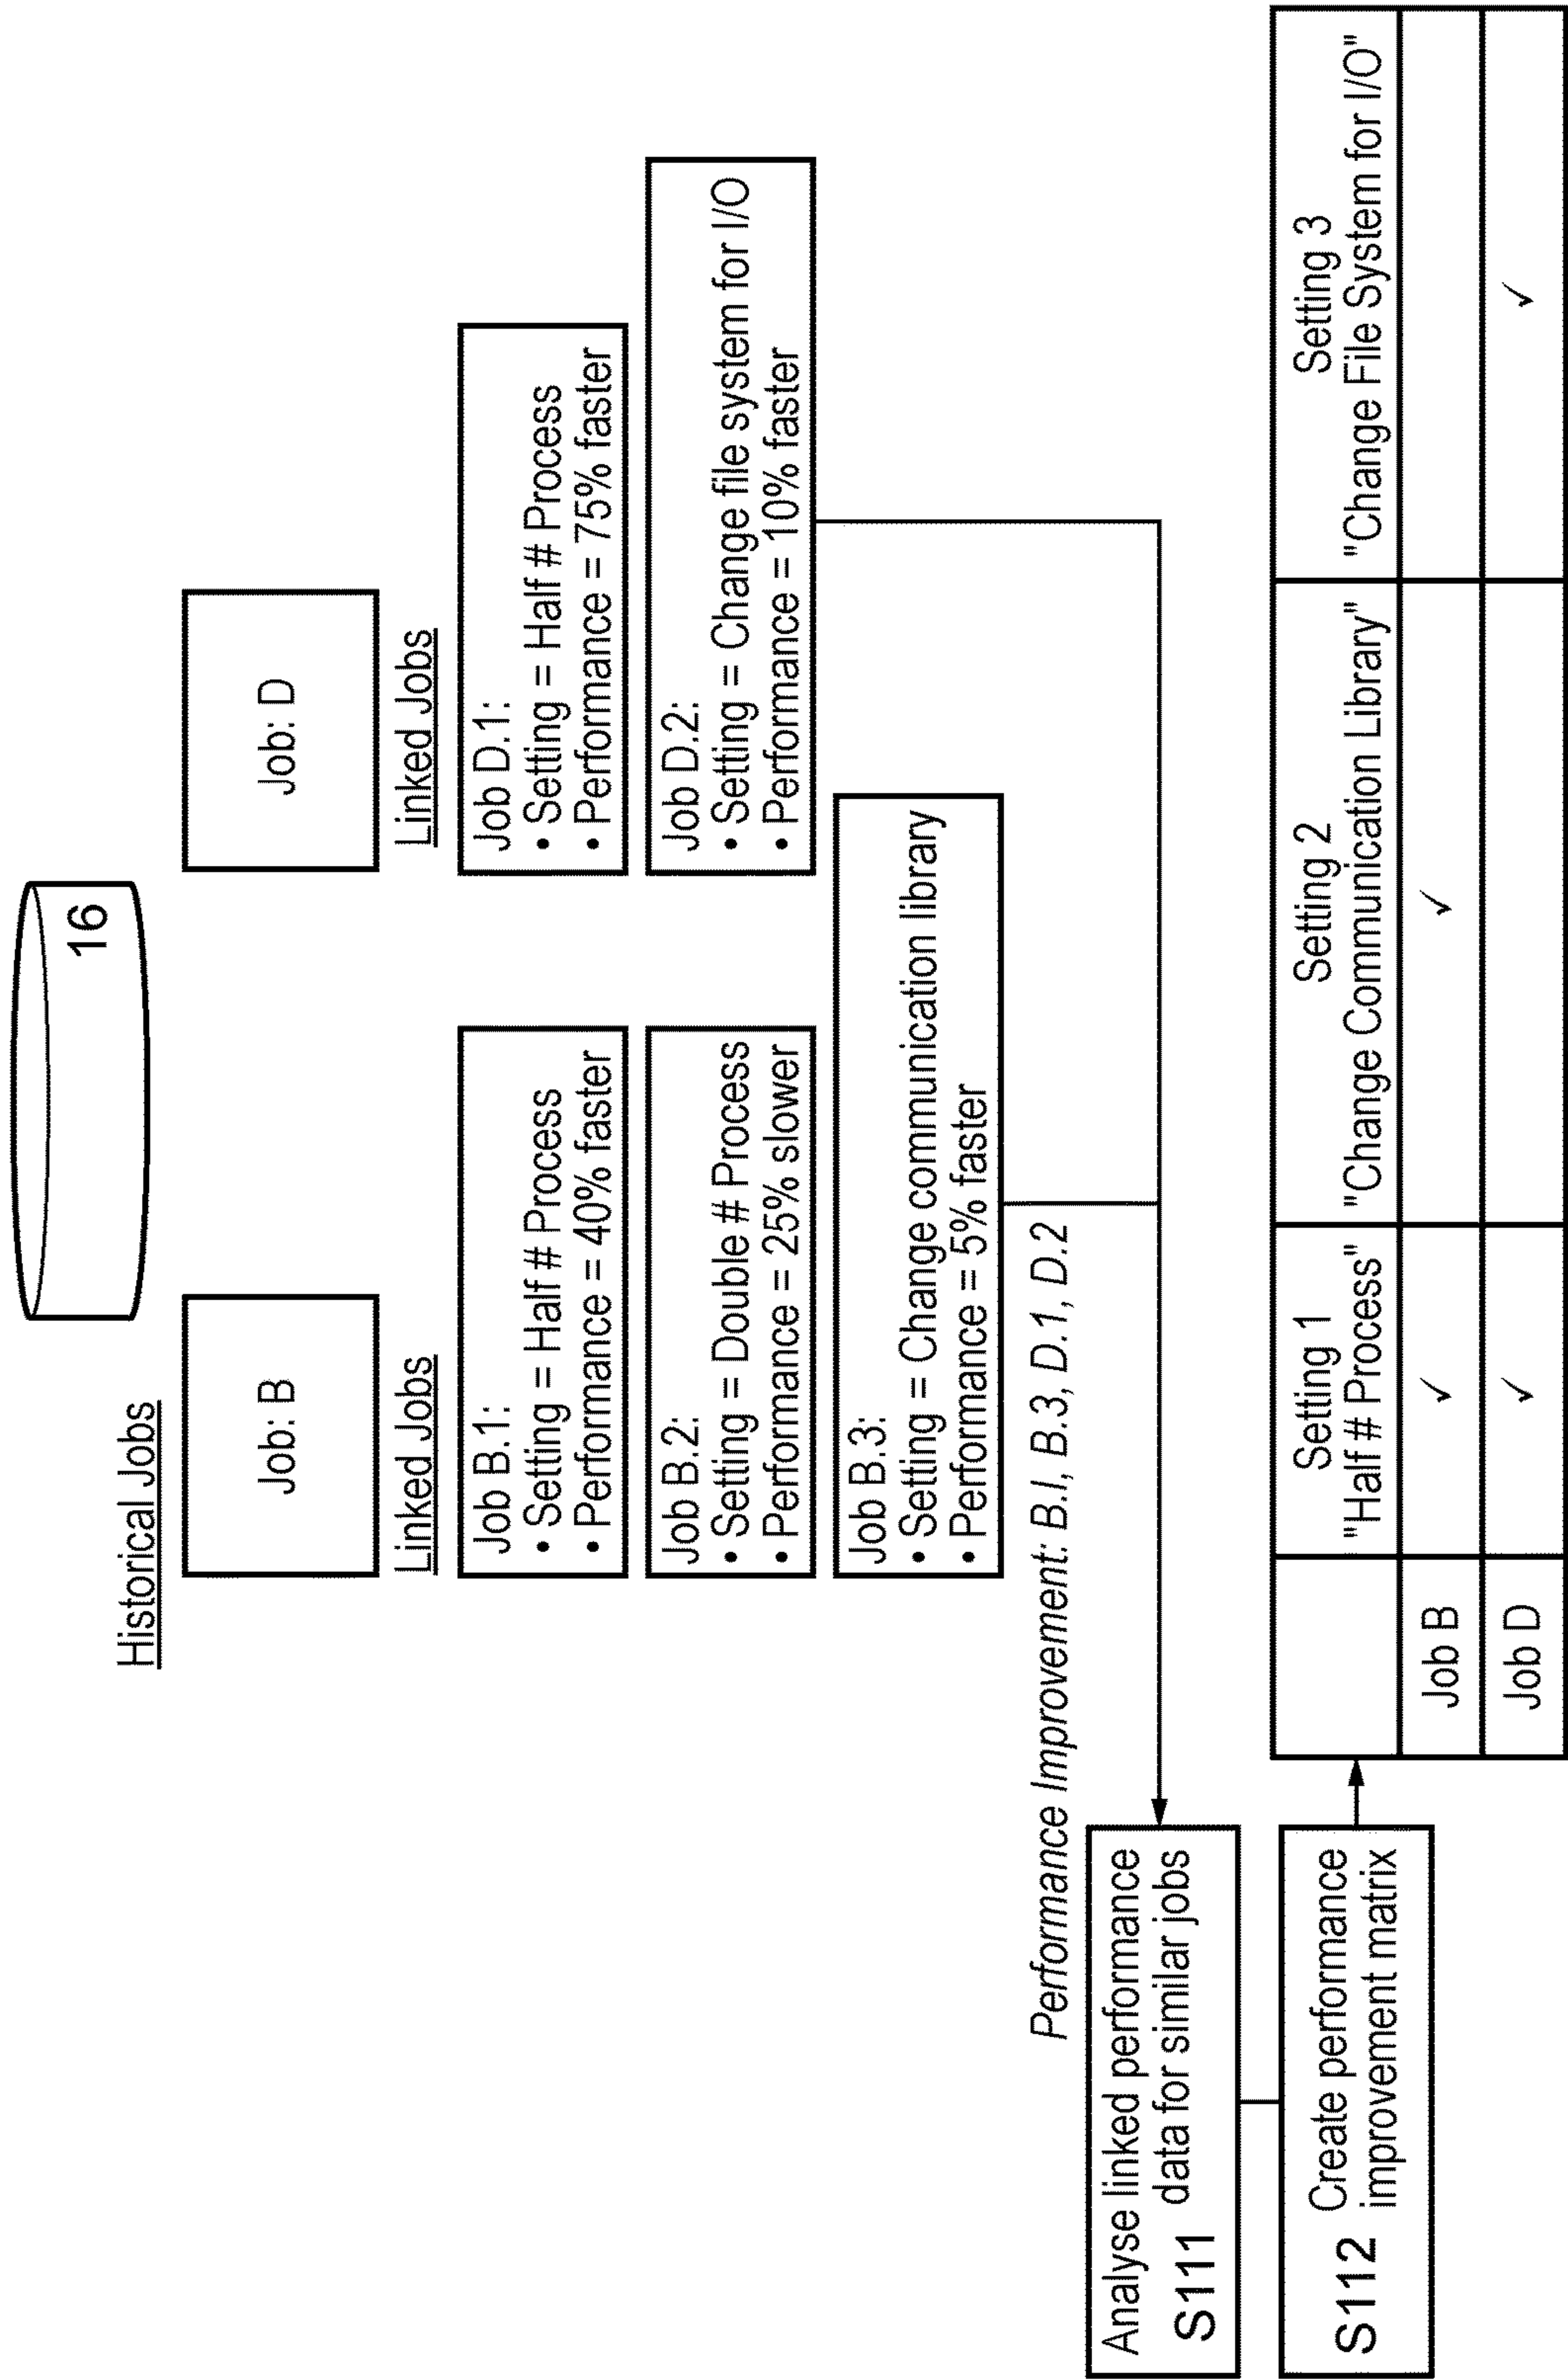 16
Historical Jobs
Job: B
Job: D
Linked Jobs
Linked Jobs
Job B.1:
• Setting = Half # Process
• Performance = 40% faster
Job D.1:
• Setting = Half # Process
• Performance = 75% faster
Job B.2:
• Setting = Double # Process
• Performance = 25% slower
Job D.2:
• Setting = Change file system for I/O
• Performance = 10% faster
Job B.3:
• Setting = Change communication library
• Performance = 5% faster
Performance Improvement: B.I, B.3, D.1, D.2
Analyse linked performance
data for similar jobs
S111
S112
Create performance
improvement matrix
Setting 1
"Half # Process"
Setting 2
"Change Communication Library"
Setting 3
"Change File System for I/O"
Job B ✓ ✓
Job D ✓ ✓